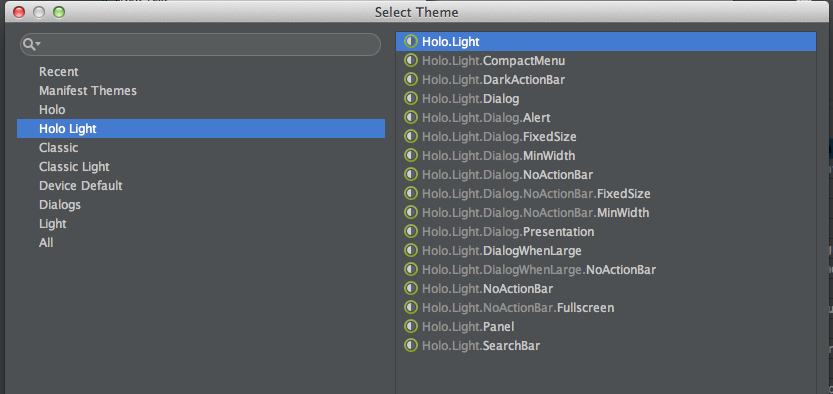 Select Theme
Recent
Manifest Themes
Holo
Holo Light
Classic
Classic Light
Device Default
Dialogs
Light
All
Holo.Light
Holo.Light.CompactMenu
Holo.Light.DarkActionBar
Holo.Light.Dialog
Holo.Light.Dialog.Alert
Holo.Light.Dialog.FixedSize
Holo.Light.Dialog.MinWidth
Holo.Light.Dialog.NoActionBar
Holo.Light.Dialog.NoActionBar.FixedSize
Holo.Light.Dialog.NoActionBar.MinWidth
Holo.Light.Dialog.Presentation
Holo.Light.DialogWhenLarge
Holo.Light.DialogWhenLarge.NoActionBar
Holo.Light.NoActionBar
Holo.Light.NoActionBar.Fullscreen
Holo.Light.Panel
Holo.Light.SearchBar